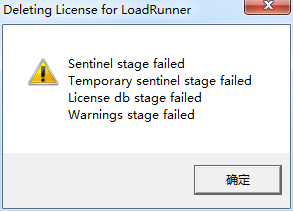 Deleting License for LoadRunner
Sentinel stage failed
Temporary sentinel stage failed
License db stage failed
Warnings stage failed
确定